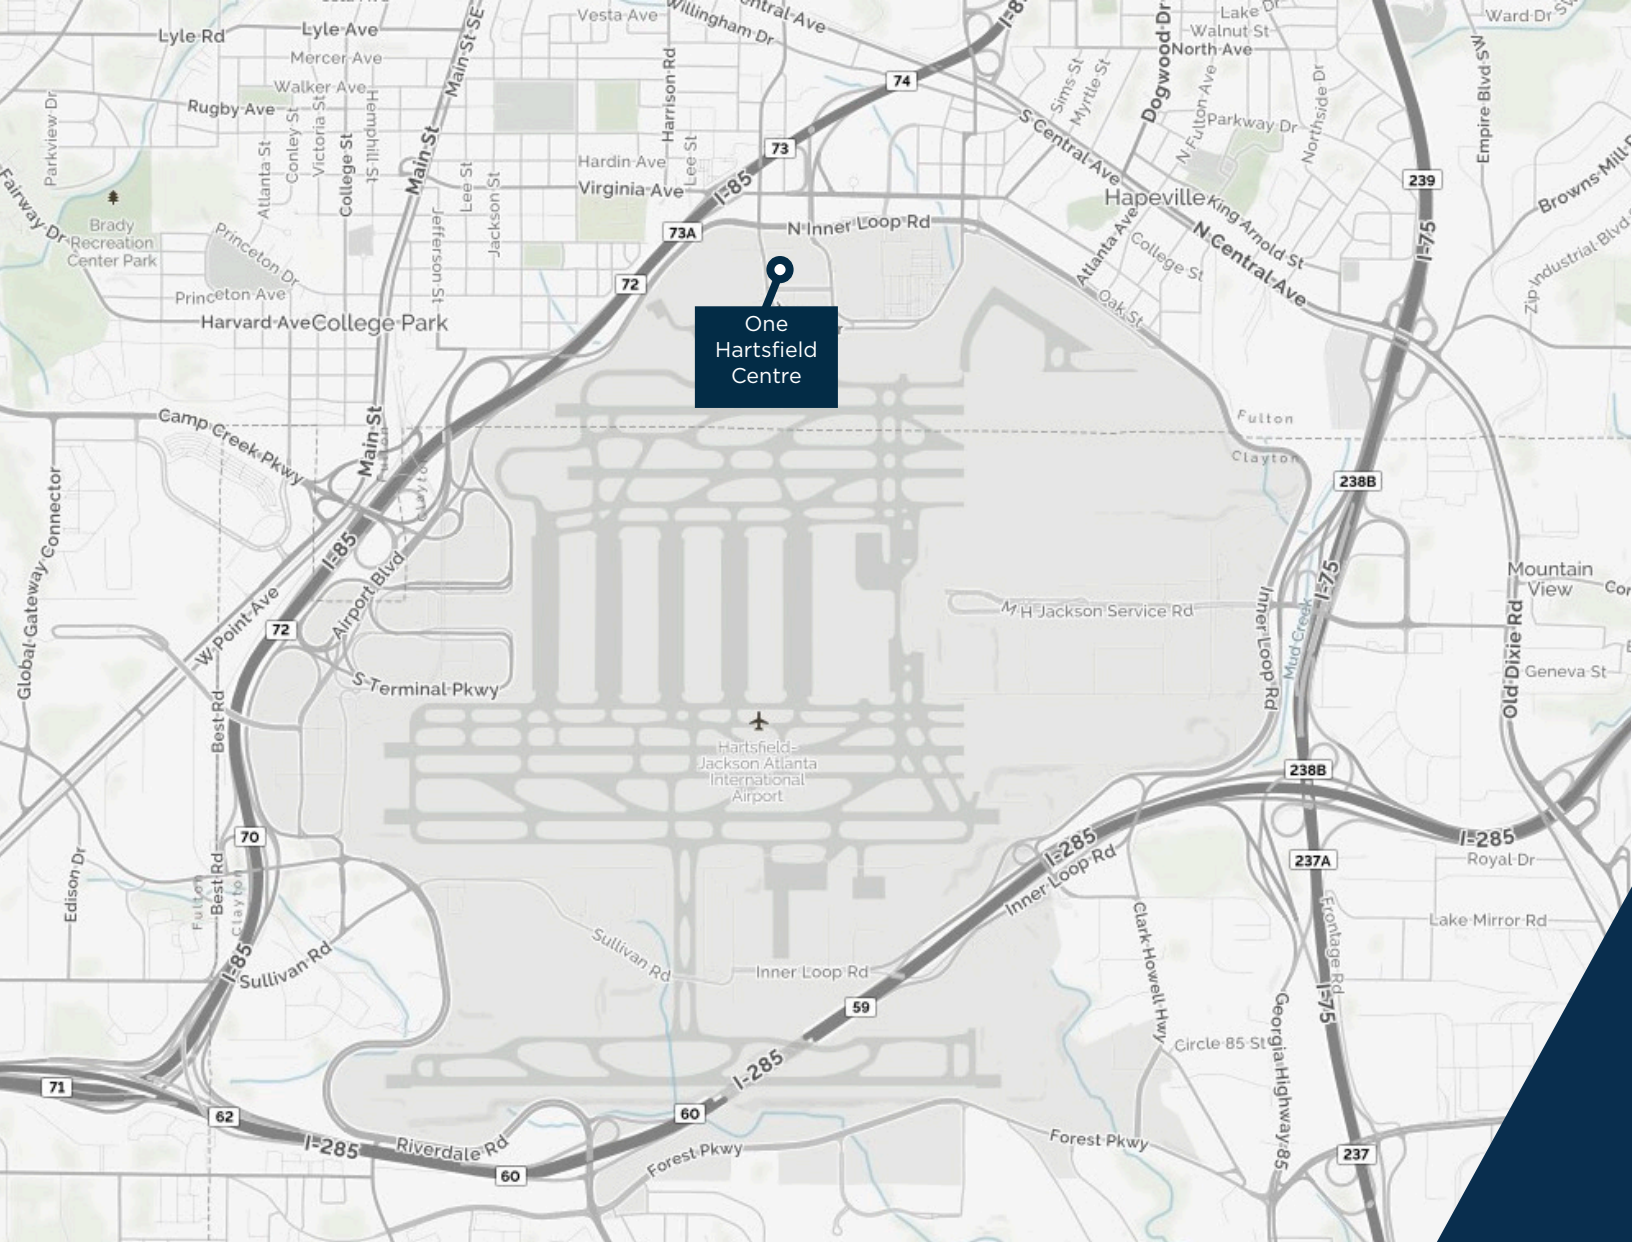 Lyle Rd
Lyle Ave
Main St SE
Vesta Ave
Willingham Dr
Central Ave
I-8
Lake Dr
Walnut St
North Ave
Ward Dr SW
Mercer Ave
Walker Ave
Rugby Ave
Parkview Dr
Atlanta St
Conley St
Victoria St
College St
Hemphill St
Main St
Harrison Rd
74
Sims St
Myrtle St
Dogwood Dr
N Fulton Ave
Parkway Dr
Northside Dr
Empire Blvd SW
S Central Ave
73
Hardin Ave
Virginia Ave
Lee St
Lee St
Jackson St
Jefferson St
I-85
239
Browns Mill R
Fairway Dr
Brady
Recreation
Center Park
Princeton Dr
Princeton Ave
Harvard Ave
College Park
73A
N Inner Loop Rd
Hapeville
King Arnold St
N Central Ave
Atlanta Ave
College St
Oak St
I-75
Zip Industrial Blvd S
72
One
Hartsfield
Centre
Camp Creek Pkwy
Main St
Fulton
Clayton
Fulton
Clayton
238B
Global Gateway Connector
I-85
Airport Blvd
W Point Ave
72
S Terminal Pkwy
M H Jackson Service Rd
Inner Loop Rd
Mud Creek
I-75
Mountain
View
Old Dixie Rd
Geneva St
Best Rd
Hartsfield-
Jackson Atlanta
International
Airport
238B
70
I-285
Inner Loop Rd
I-285
Royal Dr
237A
Edison Dr
Fulton
Best Rd
Clayton
I-85
Sullivan Rd
Sullivan Rd
Inner Loop Rd
Clark Howell Hwy
Frontage Rd
Lake Mirror Rd
59
I-75
Georgia Highway 85
Circle 85 St
71
I-285
62
60
I-285
Riverdale Rd
60
Forest Pkwy
Forest Pkwy
237